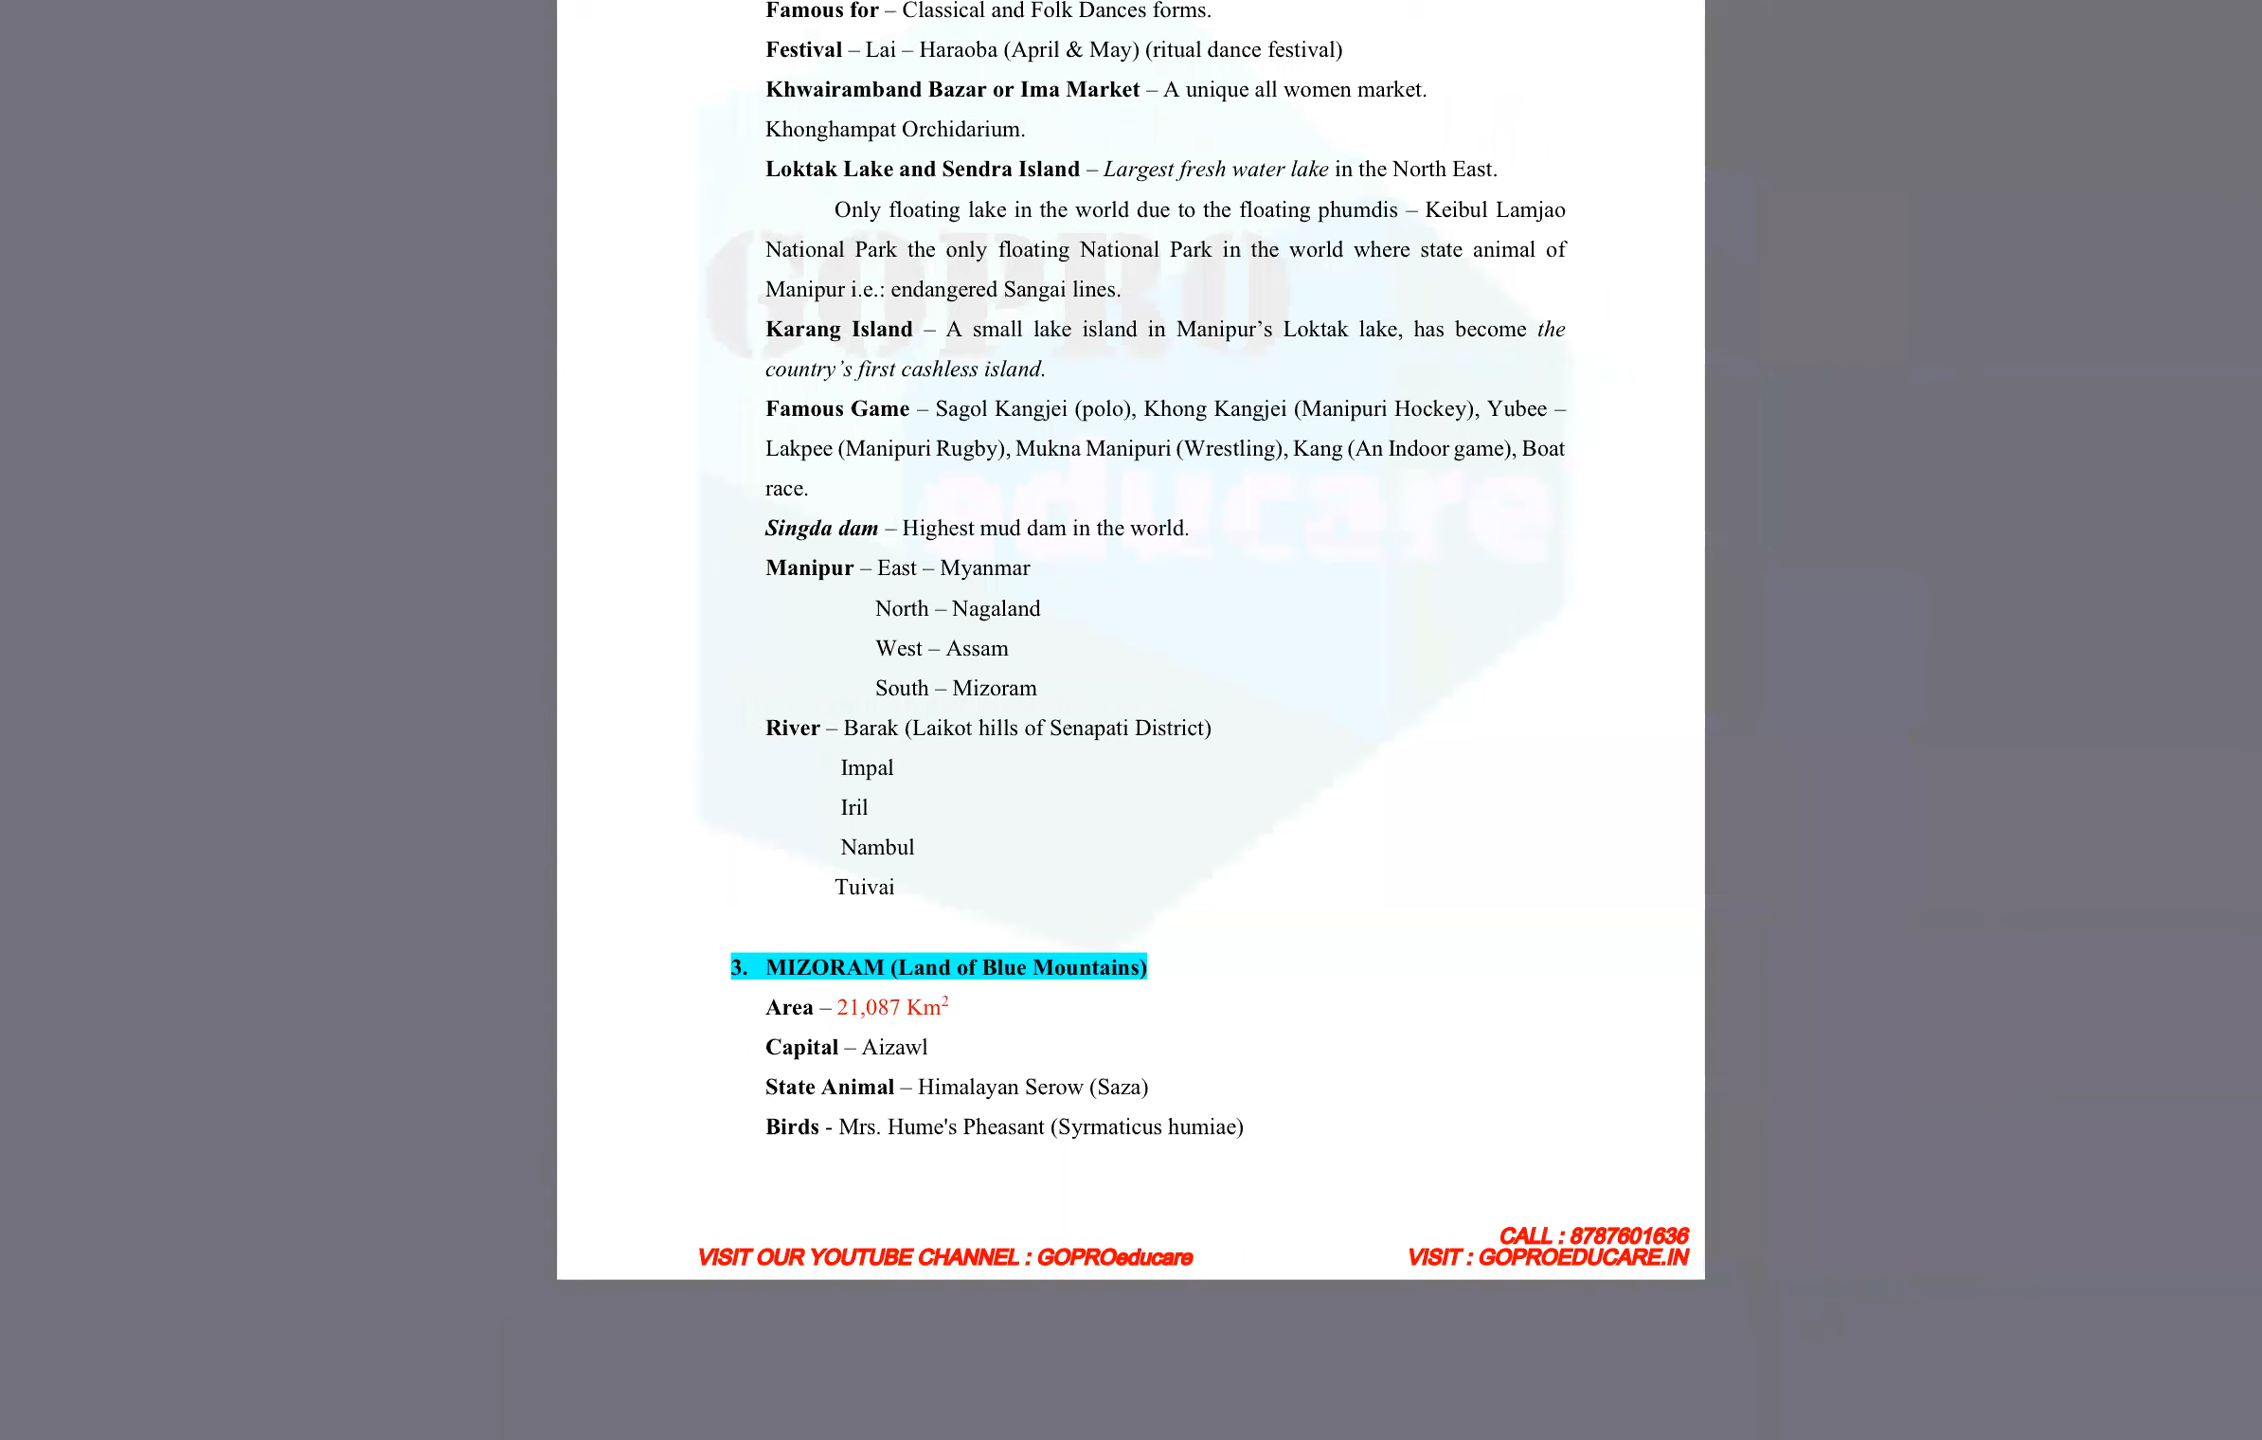 Famous for – Classical and Folk Dances forms.
Festival – Lai – Haraoba (April & May) (ritual dance festival)
Khwairamband Bazar or Ima Market – A unique all women market.
Khonghampat Orchidarium.
Loktak Lake and Sendra Island – Largest fresh water lake in the North East.
Only floating lake in the world due to the floating phumdis – Keibul Lamjao
National Park the only floating National Park in the world where state animal of
Manipur i.e.: endangered Sangai lines.
Karang Island – A small lake island in Manipur’s Loktak lake, has become the
country’s first cashless island.
Famous Game – Sagol Kangjei (polo), Khong Kangjei (Manipuri Hockey), Yubee –
Lakpee (Manipuri Rugby), Mukna Manipuri (Wrestling), Kang (An Indoor game), Boat
race.
Singda dam – Highest mud dam in the world.
Manipur – East – Myanmar
North – Nagaland
West – Assam
South – Mizoram
River – Barak (Laikot hills of Senapati District)
Impal
Iril
Nambul
Tuivai
3. MIZORAM (Land of Blue Mountains)
Area – 21,087 Km²
Capital – Aizawl
State Animal – Himalayan Serow (Saza)
Birds - Mrs. Hume's Pheasant (Syrmaticus humiae)
GOPRO
educare
CALL : 8787601636
VISIT OUR YOUTUBE CHANNEL : GOPROeducare VISIT : GOPROEDUCARE.IN